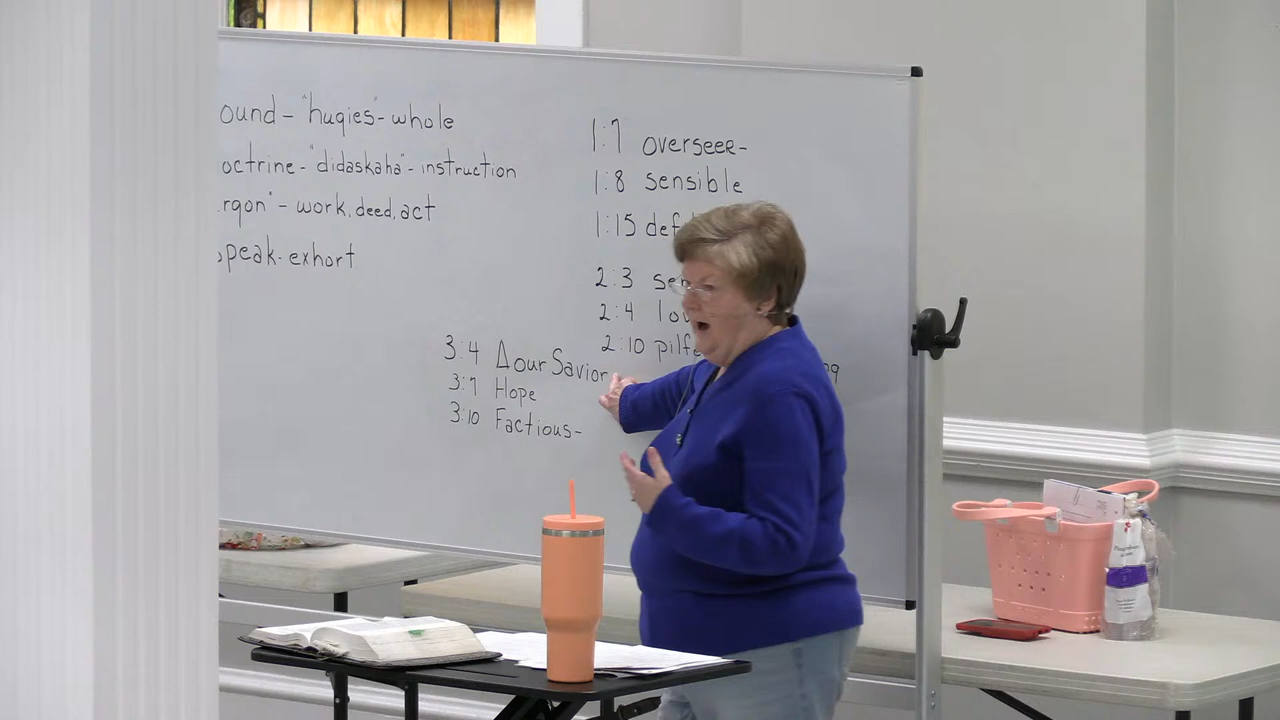 ound - "hugies" - whole
octrine - "didaskaha" - instruction
rgon" - work, deed, act
peak - exhort
1:7 overseer -
1:8 sensible
1:15 def
2:3 se
2:4 lo
2:10 pilf
3:4 Δ our Savior
3:7 Hope
3:10 Factious -